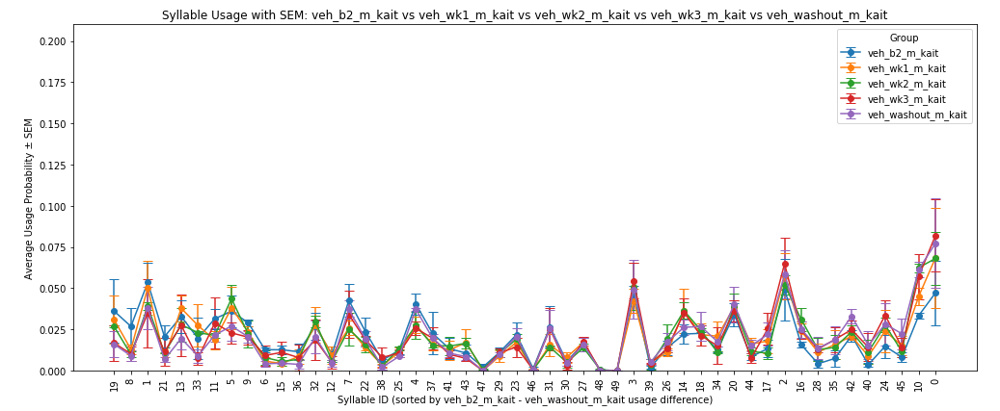 Syllable Usage with SEM: veh_b2_m_kait vs veh_wk1_m_kait vs veh_wk2_m_kait vs veh_wk3_m_kait vs veh_washout_m_kait
Group
veh_b2_m_kait
veh_wk1_m_kait
veh_wk2_m_kait
veh_wk3_m_kait
veh_washout_m_kait
Average Usage Probability ± SEM
0.200
0.175
0.150
0.125
0.100
0.075
0.050
0.025
0.000
19 8 1 21 13 33 11 5 9 6 15 36 32 12 7 22 38 25 4 37 41 43 47 29 23 46 31 30 27 48 49 3 39 26 14 18 34 20 44 17 2 16 28 35 42 40 24 45 10 0
Syllable ID (sorted by veh_b2_m_kait - veh_washout_m_kait usage difference)